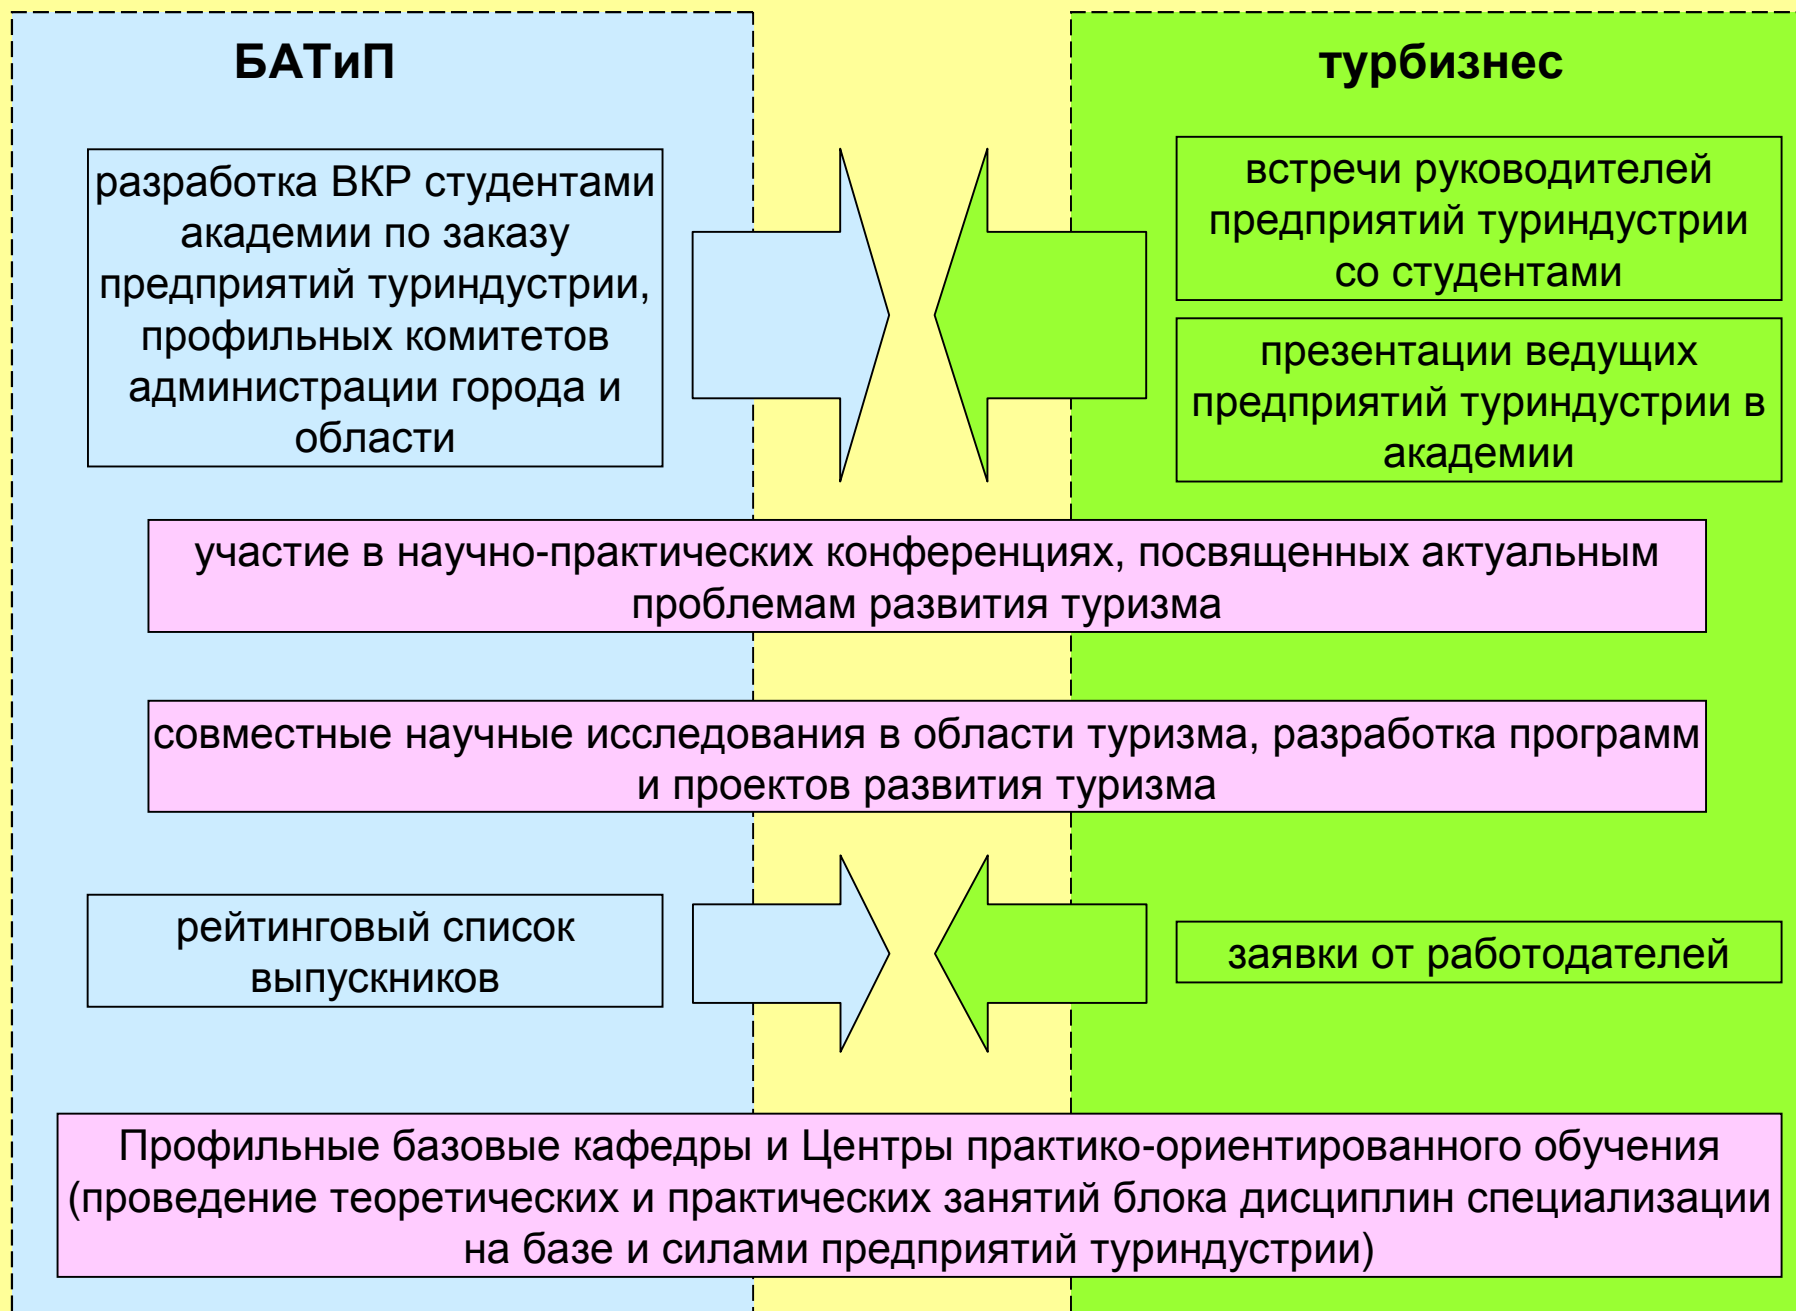 БАТиП
турбизнес
разработка ВКР студентами
академии по заказу
предприятий туриндустрии,
профильных комитетов
администрации города и
области
встречи руководителей
предприятий туриндустрии
со студентами
презентации ведущих
предприятий туриндустрии в
академии
участие в научно-практических конференциях, посвященных актуальным
проблемам развития туризма
совместные научные исследования в области туризма, разработка программ
и проектов развития туризма
рейтинговый список
выпускников
заявки от работодателей
Профильные базовые кафедры и Центры практико-ориентированного обучения
(проведение теоретических и практических занятий блока дисциплин специализации
на базе и силами предприятий туриндустрии)